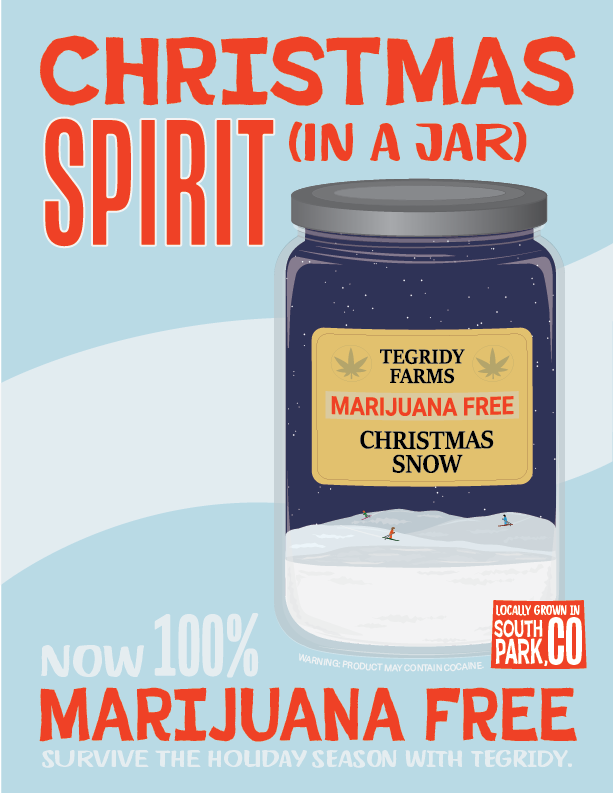 CHRISTMAS
SPIRIT (IN A JAR)
TEGRIDY
FARMS
MARIJUANA FREE
CHRISTMAS
SNOW
LOCALLY GROWN IN
SOUTH
PARK, CO
WARNING: PRODUCT MAY CONTAIN COCAINE.
NOW 100%
MARIJUANA FREE
SURVIVE THE HOLIDAY SEASON WITH TEGRIDY.